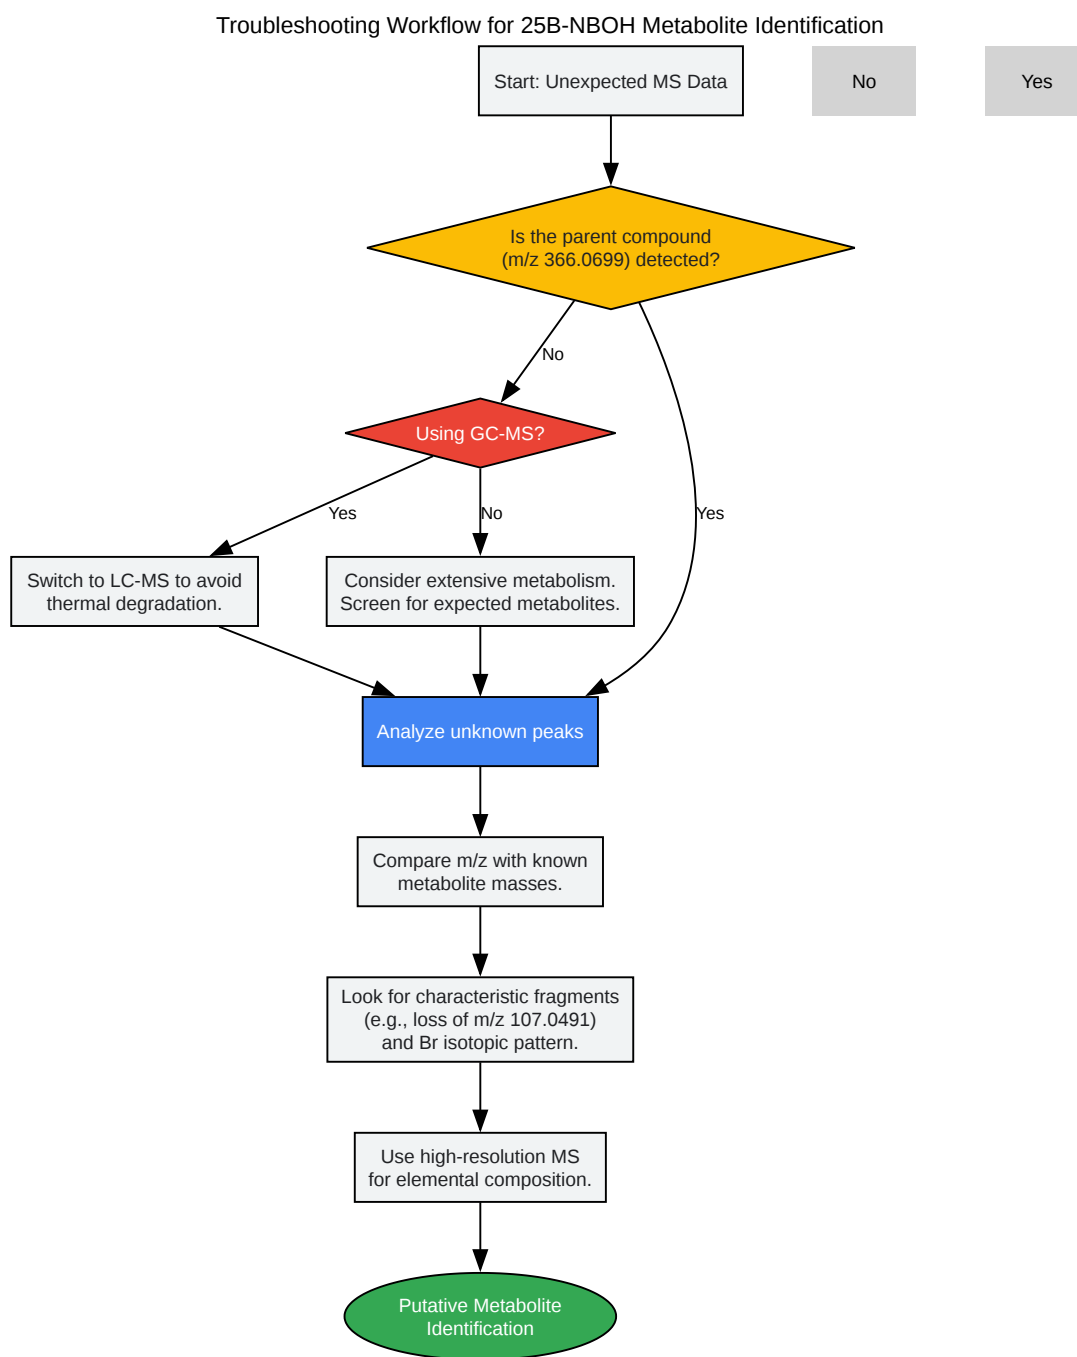 Troubleshooting Workflow for 25B-NBOH Metabolite Identification
Start: Unexpected MS Data
No
Yes
Is the parent compound
(m/z 366.0699) detected?
No
Using GC-MS?
Yes
No
Yes
Switch to LC-MS to avoid
thermal degradation.
Consider extensive metabolism.
Screen for expected metabolites.
Analyze unknown peaks
Compare m/z with known
metabolite masses.
Look for characteristic fragments
(e.g., loss of m/z 107.0491)
and Br isotopic pattern.
Use high-resolution MS
for elemental composition.
Putative Metabolite
Identification